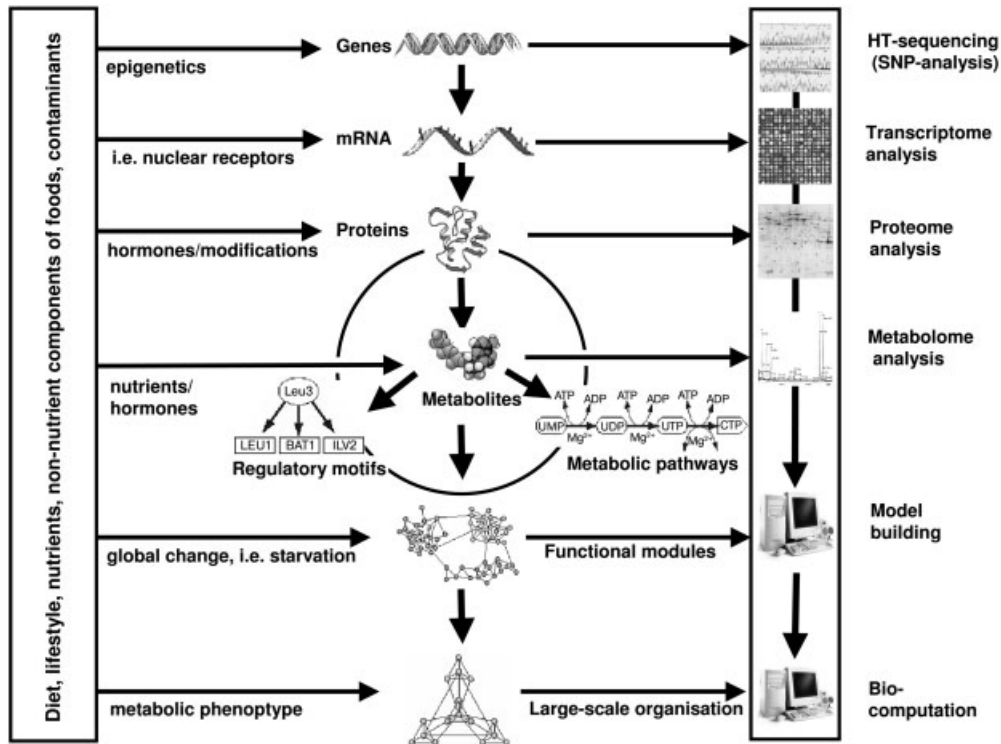 Diet, lifestyle, nutrients, non-nutrient components of foods, contaminants
Genes
epigenetics
HT-sequencing
(SNP-analysis)
mRNA
i.e. nuclear receptors
Transcriptome
analysis
Proteins
hormones/modifications
Proteome
analysis
Metabolome
analysis
nutrients/
hormones
Metabolites
Leu3
LEU1 BAT1 ILV2
Regulatory motifs
ATP ADP ATP ADP ATP ADP
UMP UDP UTP CTP
Mg2+ Mg2+ Mg2+
Metabolic pathways
global change, i.e. starvation
Functional modules
Model
building
metabolic phenoptype
Large-scale organisation
Bio-
computation